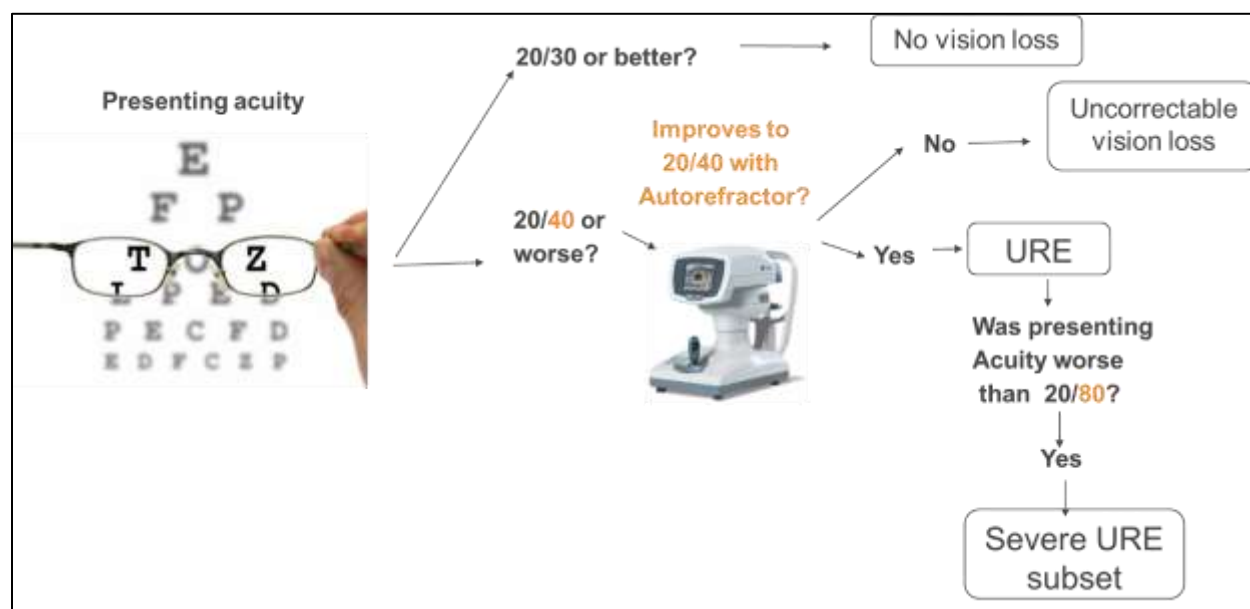 Presenting acuity
E
F P
T O Z
L P E D
P E C F D
E D F C Z P
20/30 or better?
No vision loss
20/40 or
worse?
Improves to
20/40 with
Autorefractor?
No
Uncorrectable
vision loss
Yes
URE
Was presenting
Acuity worse
than 20/80?
Yes
Severe URE
subset